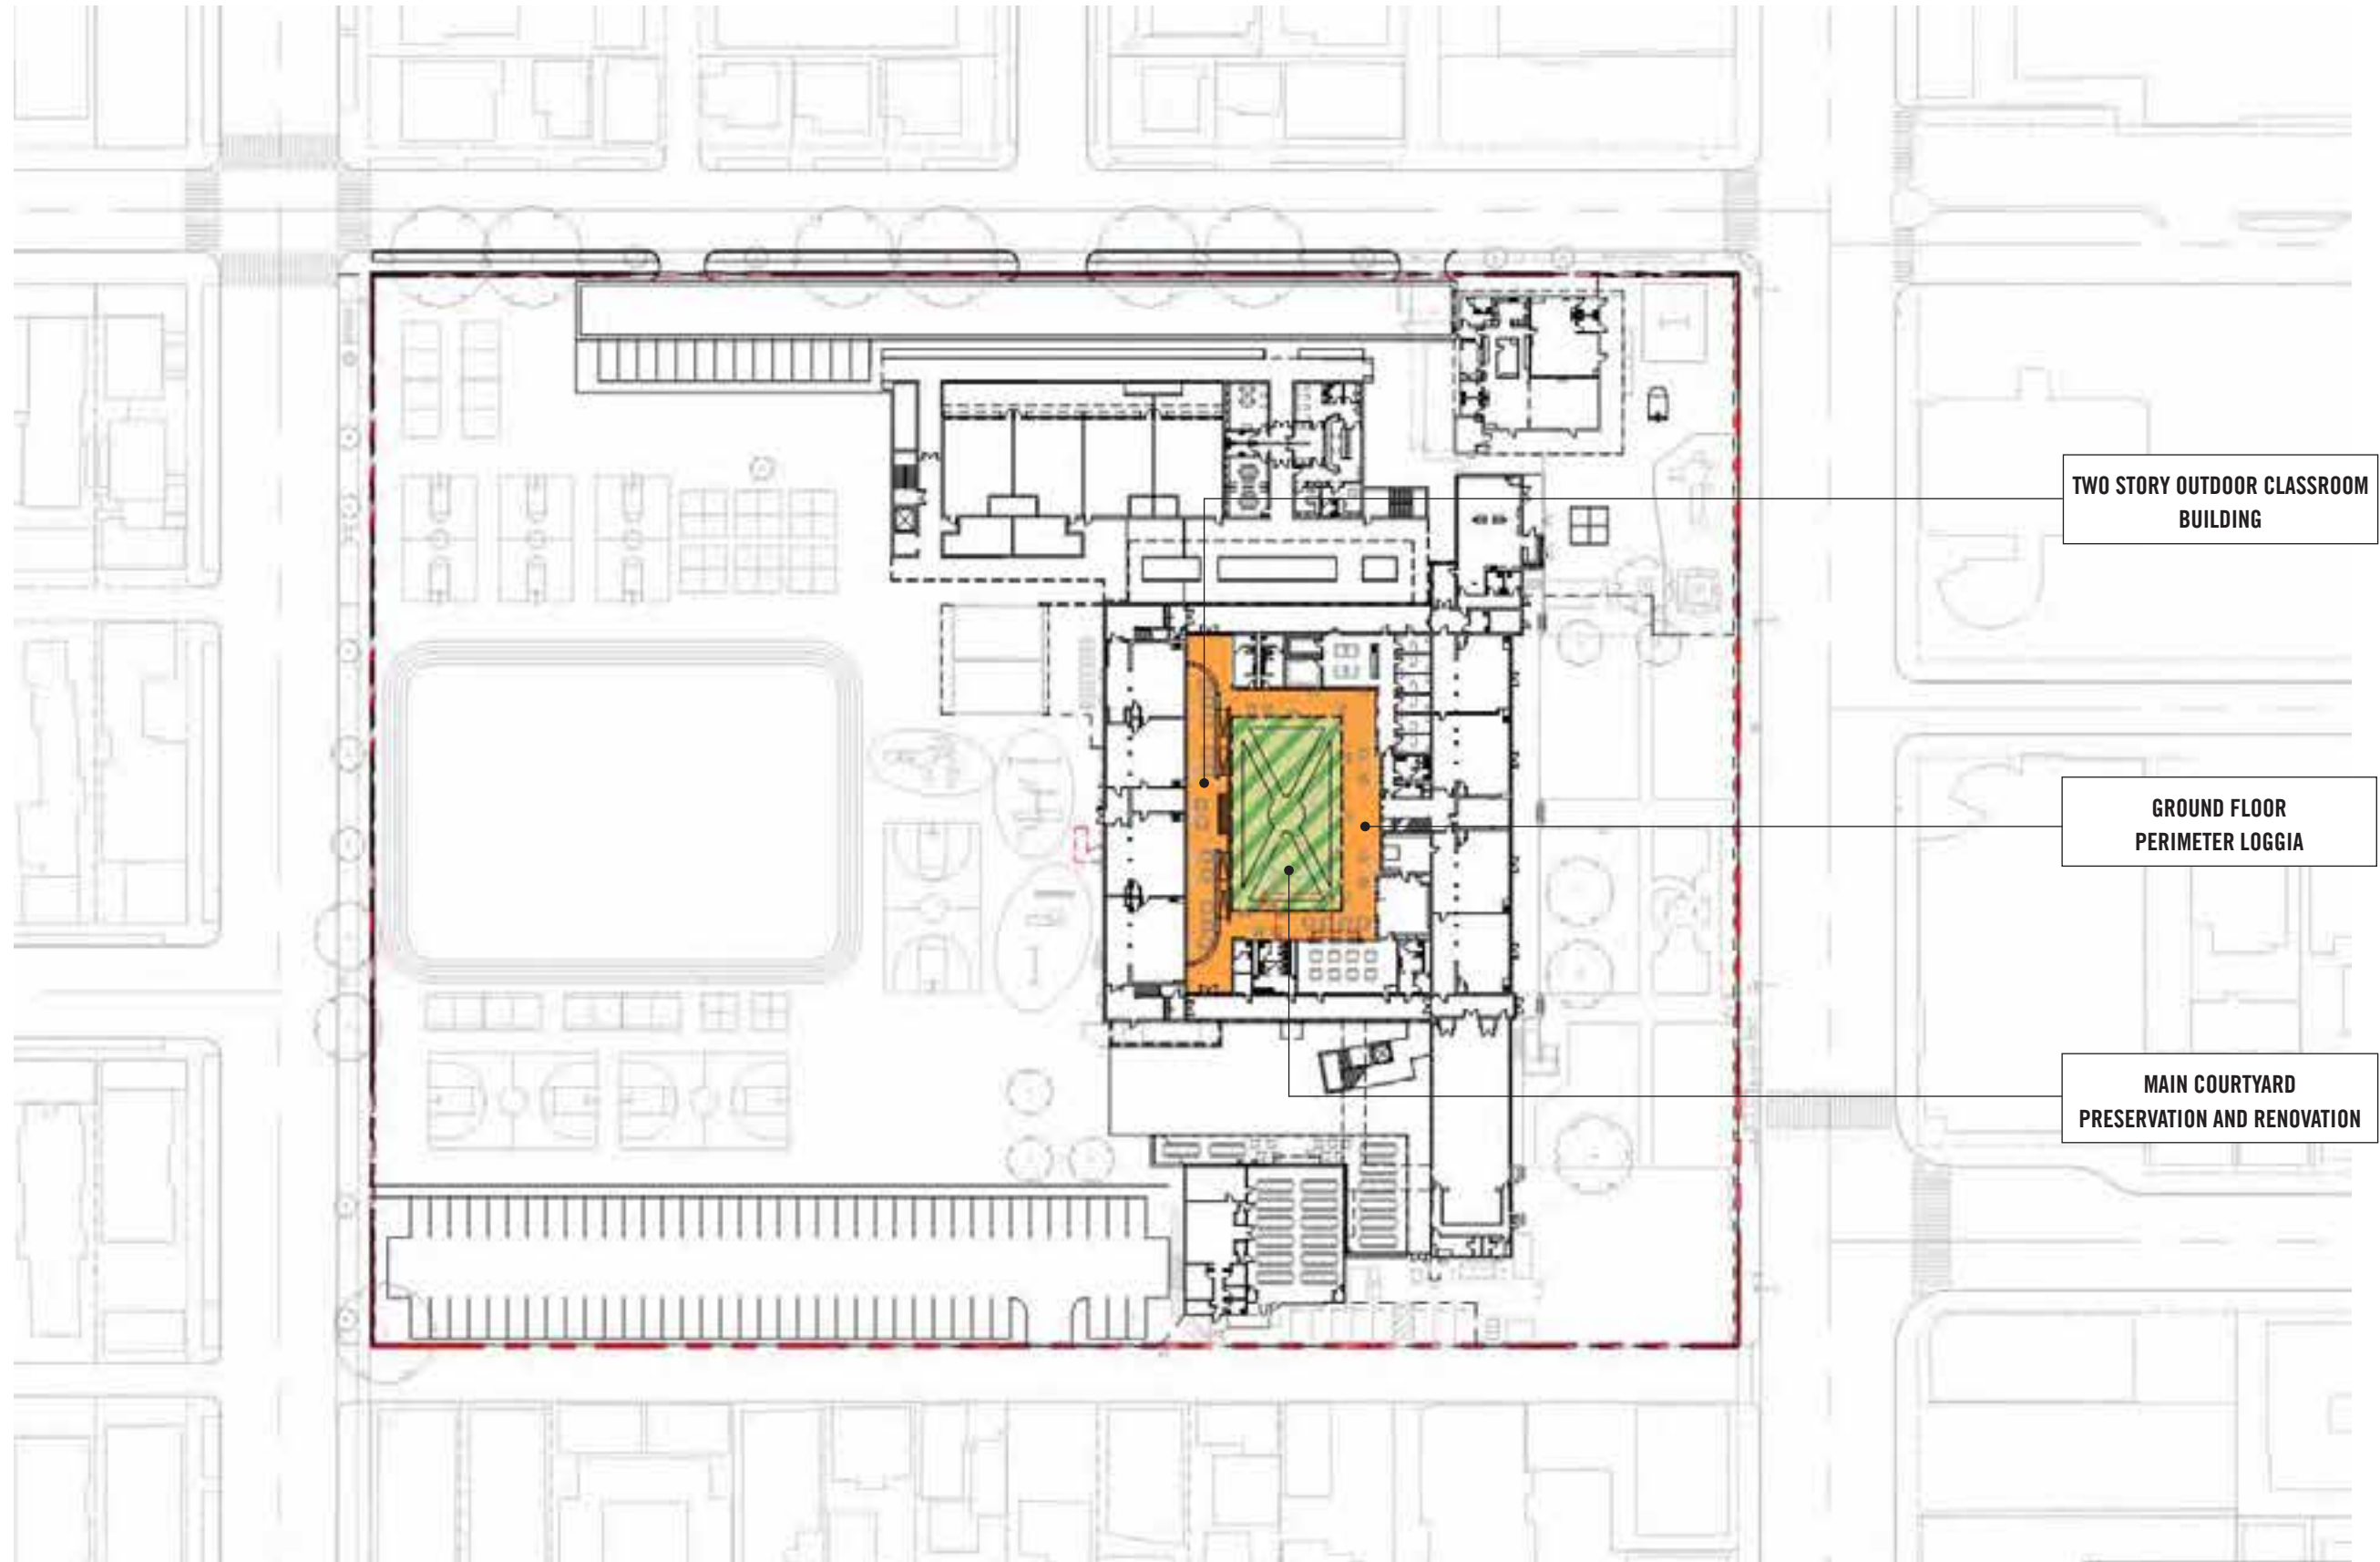 TWO STORY OUTDOOR CLASSROOM
BUILDING
GROUND FLOOR
PERIMETER LOGGIA
MAIN COURTYARD
PRESERVATION AND RENOVATION